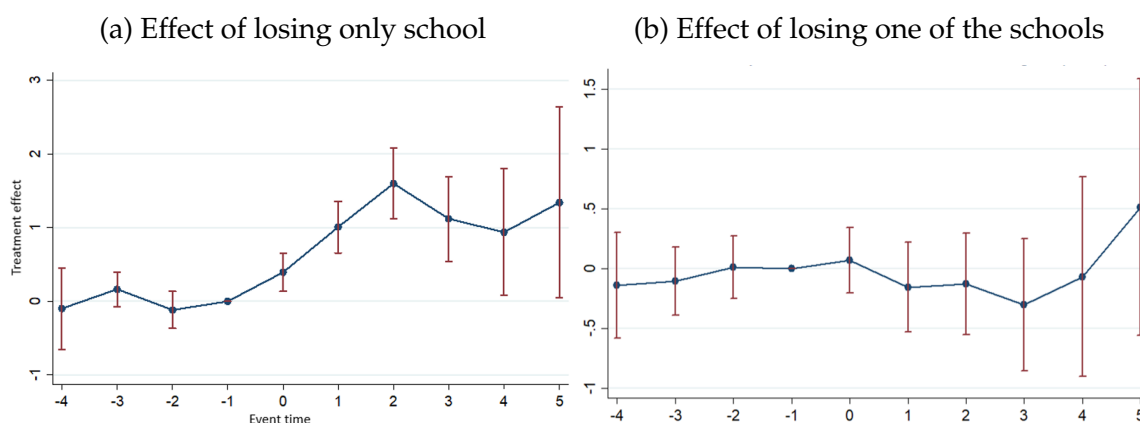 (a) Effect of losing only school
(b) Effect of losing one of the schools
3
2
1
0
-1
Treatment effect
-4 -3 -2 -1 0 1 2 3 4 5
Event time
1.5
1
.5
0
-.5
-1
-4 -3 -2 -1 0 1 2 3 4 5